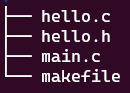 ├── hello.c
├── hello.h
├── main.c
└── makefile